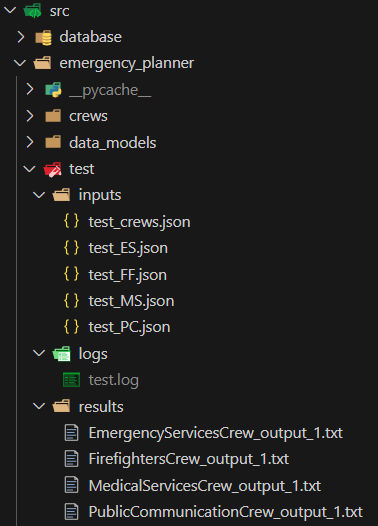 src
database
emergency_planner
__pycache__
crews
data_models
test
inputs
{} test_crews.json
{} test_ES.json
{} test_FF.json
{} test_MS.json
{} test_PC.json
logs
test.log
results
EmergencyServicesCrew_output_1.txt
FirefightersCrew_output_1.txt
MedicalServicesCrew_output_1.txt
PublicCommunicationCrew_output_1.txt